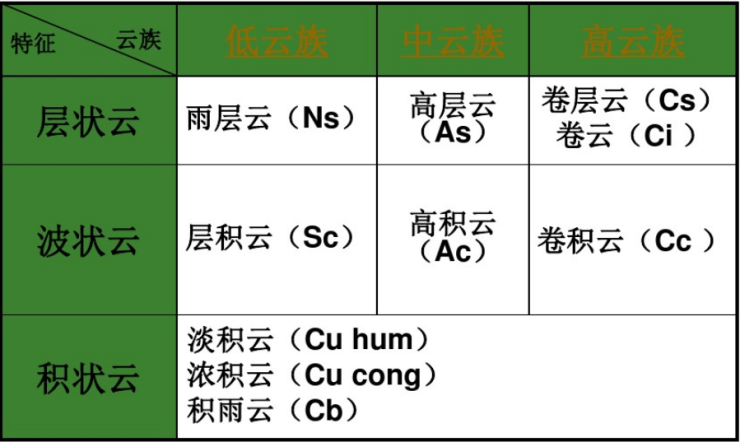 特征 云族 低云族 中云族 高云族
层状云 雨层云（Ns） 高层云（As） 卷层云（Cs）
卷云（Ci ）
波状云 层积云（Sc） 高积云（Ac） 卷积云（Cc ）
积状云 淡积云（Cu hum）
浓积云（Cu cong）
积雨云（Cb）